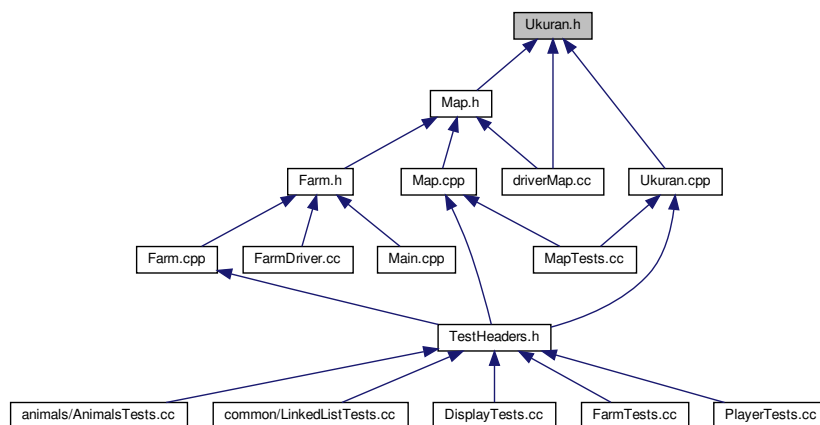 Ukuran.h
Map.h
Farm.h
Map.cpp
driverMap.cc
Ukuran.cpp
Farm.cpp
FarmDriver.cc
Main.cpp
MapTests.cc
TestHeaders.h
animals/AnimalsTests.cc
common/LinkedListTests.cc
DisplayTests.cc
FarmTests.cc
PlayerTests.cc